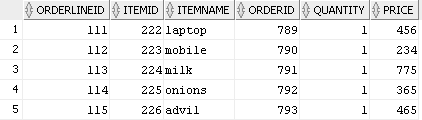 ORDERLINEID ITEMID ITEMNAME ORDERID QUANTITY PRICE
1 111 222 laptop 789 1 456
2 112 223 mobile 790 1 234
3 113 224 milk 791 1 775
4 114 225 onions 792 1 365
5 115 226 advil 793 1 465